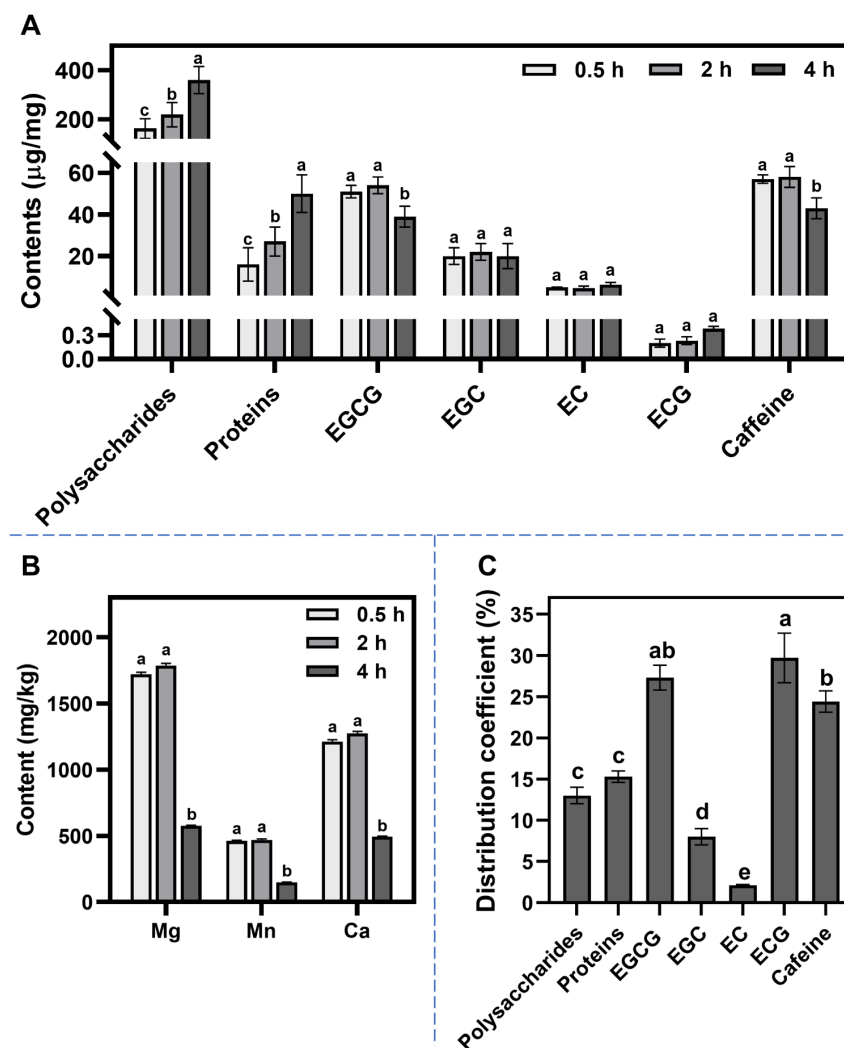 A
Contents (μg/mg)
400
200
60
40
20
0.3
0.0
0.5 h 2 h 4 h
c b a
c b a
a a b
a a a
a a a
a a a
a a b
Polysaccharides
Proteins
EGCG
EGC
EC
ECG
Caffeine
B
Content (mg/kg)
2000
1500
1000
500
0
0.5 h
2 h
4 h
a a b
a a b
a a b
Mg Mn Ca
C
Distribution coefficient (%)
35
30
25
20
15
10
5
0
c c ab d e a b
Polysaccharides
Proteins
EGCG
EGC
EC
ECG
Cafeine